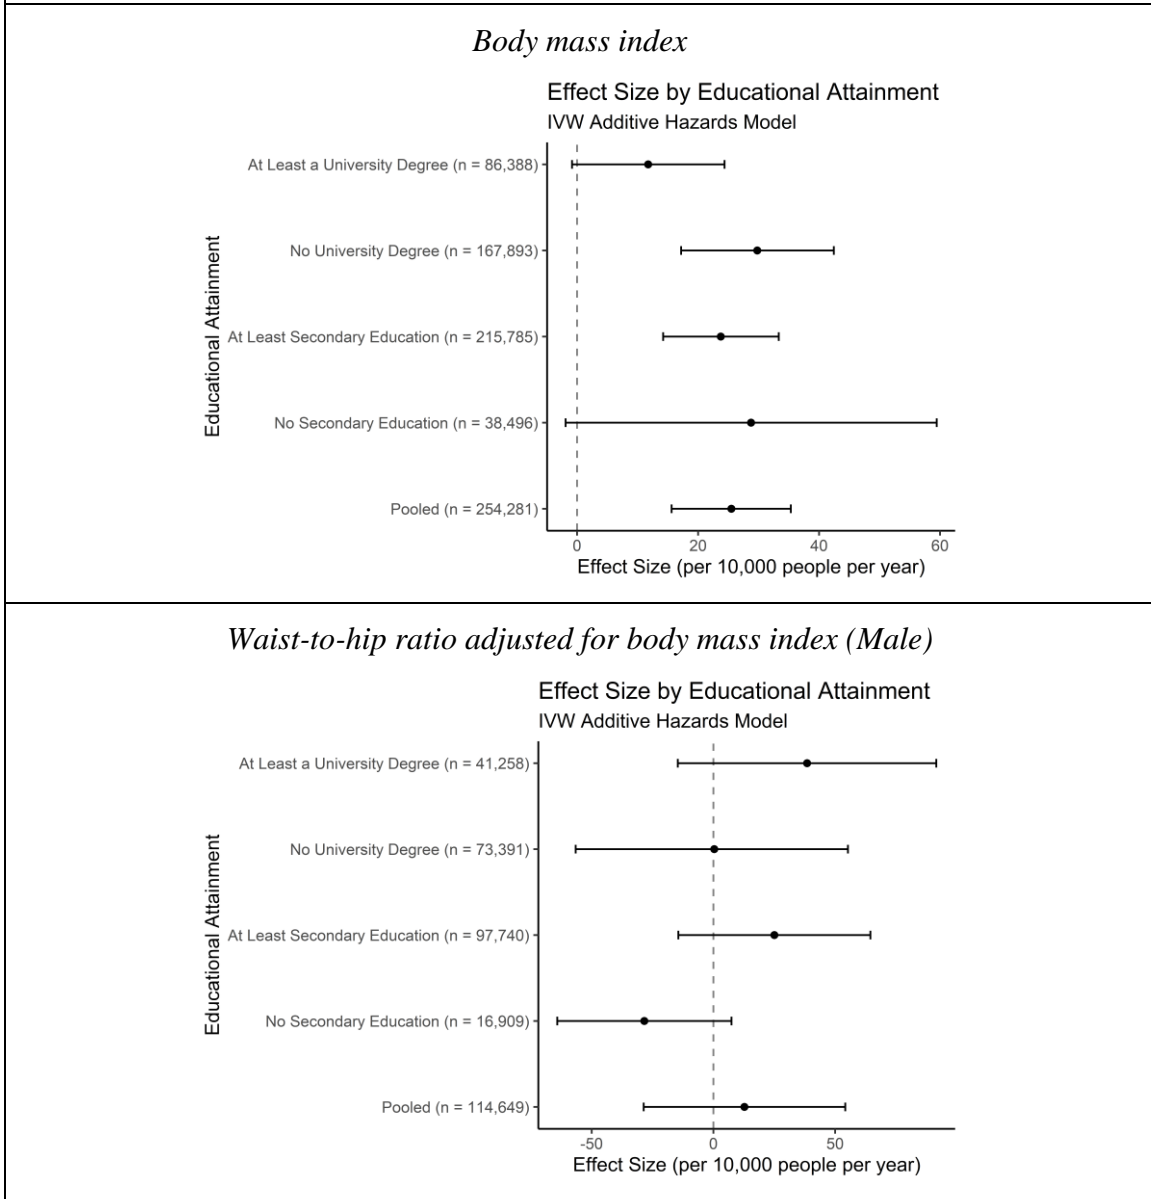 Body mass index
Effect Size by Educational Attainment
IVW Additive Hazards Model
Educational Attainment
At Least a University Degree (n = 86,388)
No University Degree (n = 167,893)
At Least Secondary Education (n = 215,785)
No Secondary Education (n = 38,496)
Pooled (n = 254,281)
0 20 40 60
Effect Size (per 10,000 people per year)
Waist-to-hip ratio adjusted for body mass index (Male)
Effect Size by Educational Attainment
IVW Additive Hazards Model
Educational Attainment
At Least a University Degree (n = 41,258)
No University Degree (n = 73,391)
At Least Secondary Education (n = 97,740)
No Secondary Education (n = 16,909)
Pooled (n = 114,649)
-50 0 50
Effect Size (per 10,000 people per year)